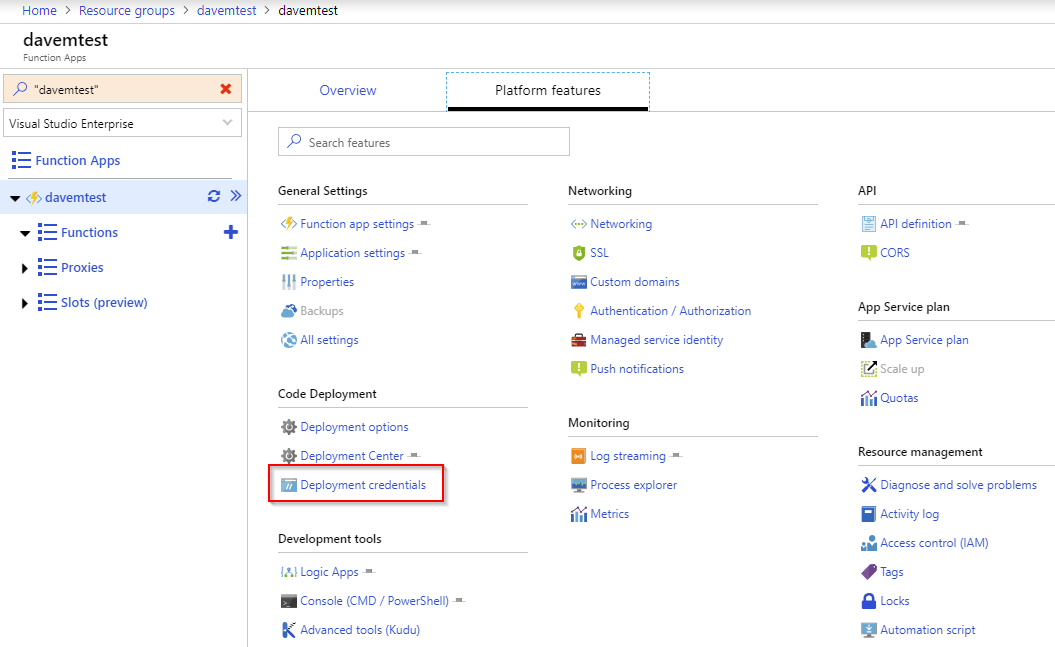 Home > Resource groups > davemtest > davemtest
davemtest
Function Apps
"davemtest"
Visual Studio Enterprise
Function Apps
davemtest
Functions
Proxies
Slots (preview)
Overview
Platform features
Search features
General Settings
Function app settings
Application settings
Properties
Backups
All settings
Code Deployment
Deployment options
Deployment Center
Deployment credentials
Development tools
Logic Apps
Console (CMD / PowerShell)
Advanced tools (Kudu)
Networking
Networking
SSL
Custom domains
Authentication / Authorization
Managed service identity
Push notifications
Monitoring
Log streaming
Process explorer
Metrics
API
API definition
CORS
App Service plan
App Service plan
Scale up
Quotas
Resource management
Diagnose and solve problems
Activity log
Access control (IAM)
Tags
Locks
Automation script